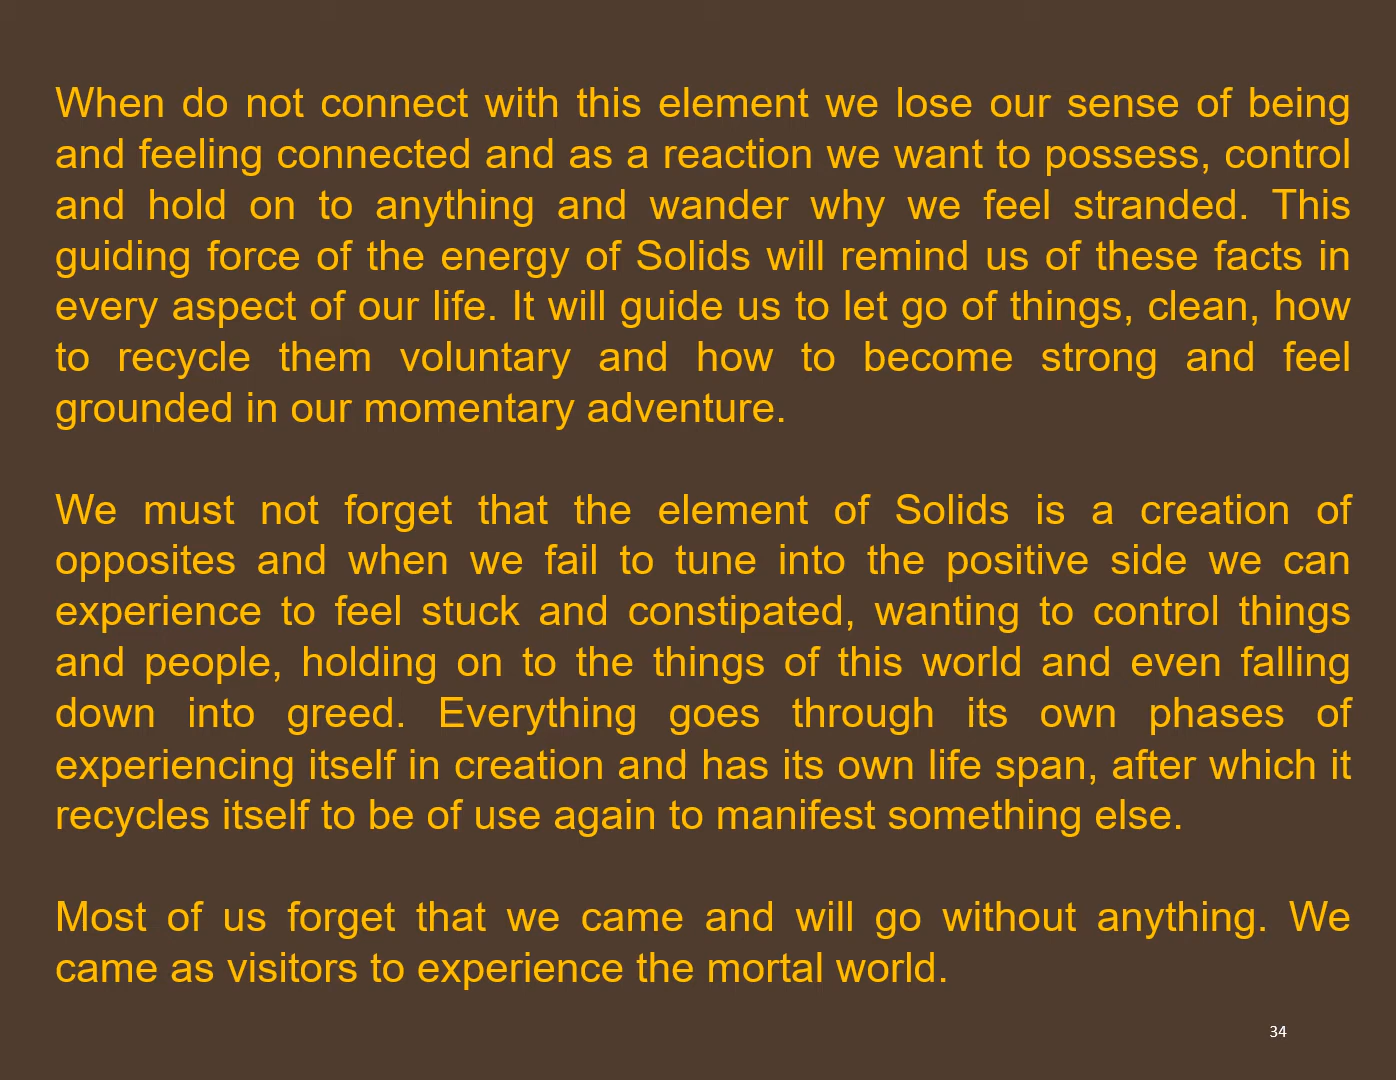 When do not connect with this element we lose our sense of being
and feeling connected and as a reaction we want to possess, control
and hold on to anything and wander why we feel stranded. This
guiding force of the energy of Solids will remind us of these facts in
every aspect of our life. It will guide us to let go of things, clean, how
to recycle them voluntary and how to become strong and feel
grounded in our momentary adventure.
We must not forget that the element of Solids is a creation of
opposites and when we fail to tune into the positive side we can
experience to feel stuck and constipated, wanting to control things
and people, holding on to the things of this world and even falling
down into greed. Everything goes through its own phases of
experiencing itself in creation and has its own life span, after which it
recycles itself to be of use again to manifest something else.
Most of us forget that we came and will go without anything. We
came as visitors to experience the mortal world.
34